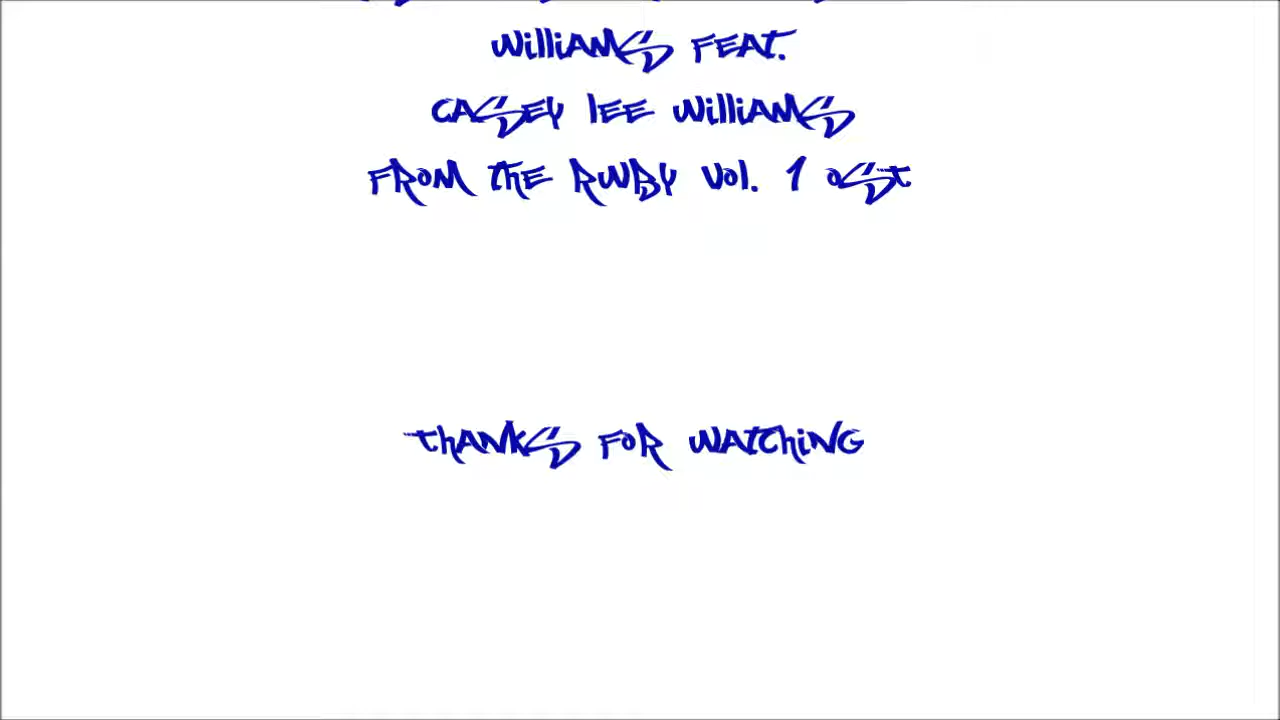 Williams feat.
Casey Lee Williams
from the RWBY Vol. 1 OST
Thanks for watching